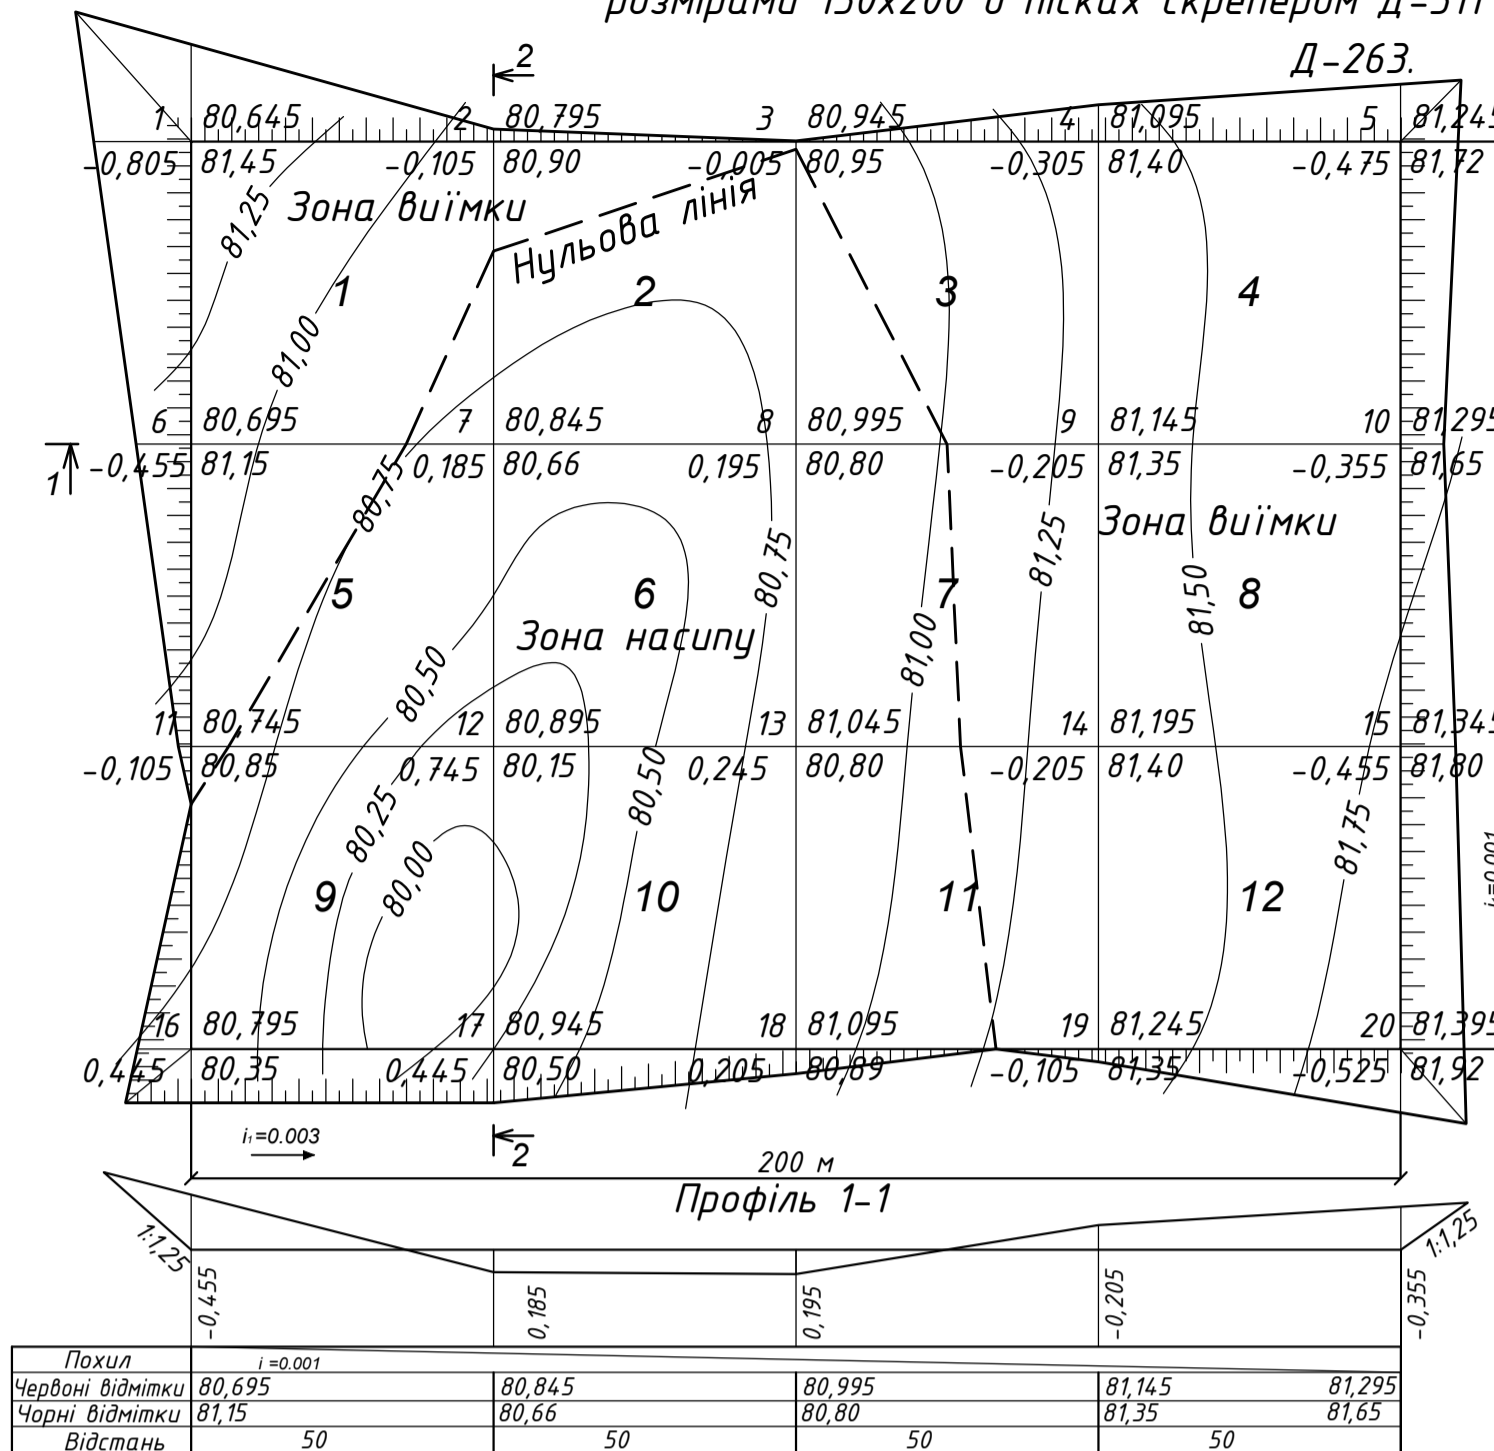 розмірами 150х200 в пісках скрепером Д-511
Д-263.
2
1 80,645 2 80,795 3 80,945 4 81,095 5 81,245
-0,805 81,45 -0,105 80,90 -0,005 80,95 -0,305 81,40 -0,475 81,72
81,25
Зона виїмки
Нульова лінія
1 2 3 4
81,00
6 80,695 7 80,845 8 80,995 9 81,145 10 81,295
1
-0,455 81,15 0,185 80,66 0,195 80,80 -0,205 81,35 -0,355 81,65
80,75
Зона виїмки
80,75 81,25 81,50
5 6 7 8
Зона насипу
80,50 81,00
11 80,745 12 80,895 13 81,045 14 81,195 15 81,345
-0,105 80,85 0,745 80,15 0,245 80,80 -0,205 81,40 -0,455 81,80
80,25 80,50 81,75
80,00
i₁=0.001
9 10 11 12
16 80,795 17 80,945 18 81,095 19 81,245 20 81,395
0,445 80,35 0,445 80,50 0,205 80,89 -0,105 81,35 -0,525 81,92
i₁=0.003
2
200 м
Профіль 1-1
1:1,25 1:1,25
-0,455 0,185 0,195 -0,205 -0,355
Похил i =0.001
Червоні відмітки 80,695 80,845 80,995 81,145 81,295
Чорні відмітки 81,15 80,66 80,80 81,35 81,65
Відстань 50 50 50 50